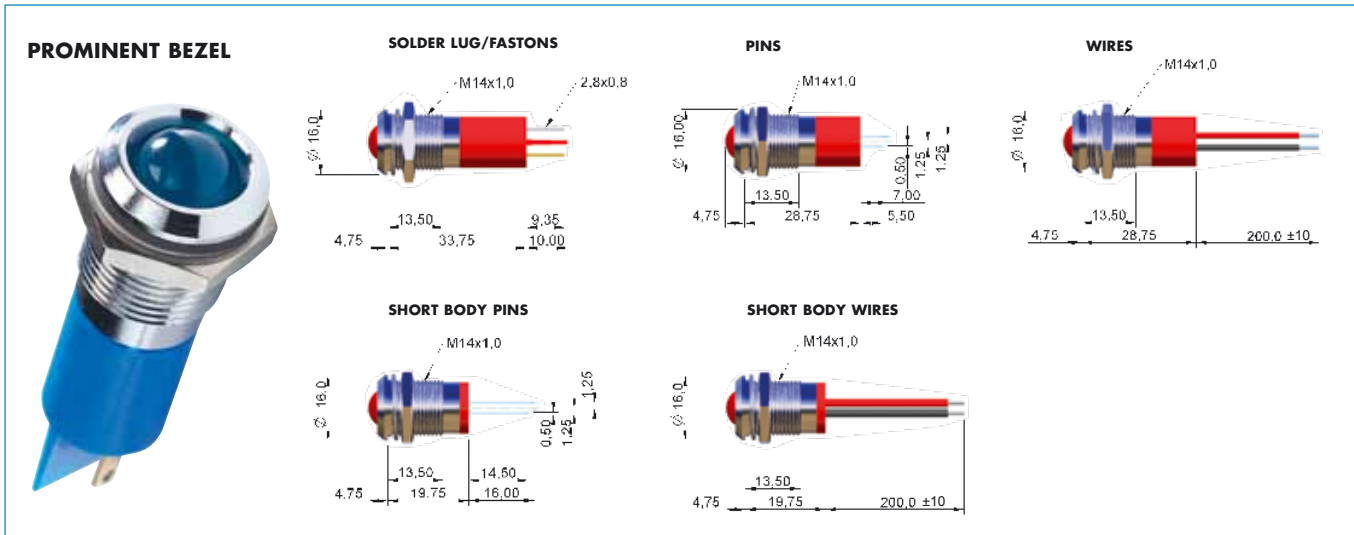 PROMINENT BEZEL
SOLDER LUG/FASTONS
M14x1,0
2,8x0,8
Ø 16,0
13,50
9,35
4,75
33,75
10,00
PINS
M14x1,0
Ø 16,00
0,50
1,25
1,25
13,50
7,00
4,75
28,75
5,50
WIRES
M14x1,0
Ø 16,0
13,50
4,75
28,75
200,0 ±10
SHORT BODY PINS
M14x1,0
Ø 16,0
1,25
0,50
1,25
13,50
14,50
4,75
19,75
16,00
SHORT BODY WIRES
M14x1,0
Ø 16,0
13,50
4,75
19,75
200,0 ±10